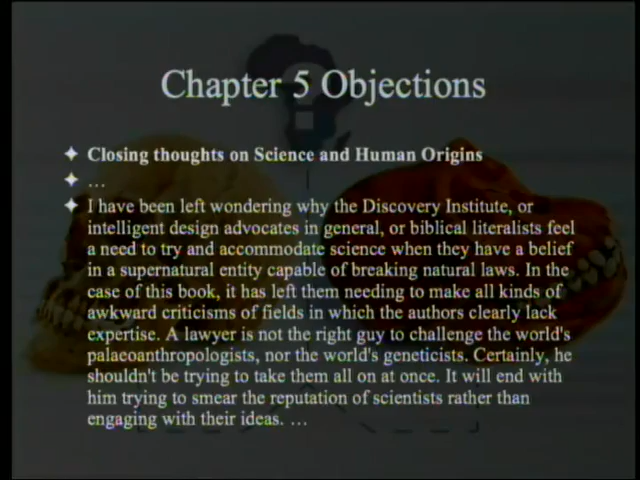 Chapter 5 Objections
Closing thoughts on Science and Human Origins
…
I have been left wondering why the Discovery Institute, or
intelligent design advocates in general, or biblical literalists feel
a need to try and accommodate science when they have a belief
in a supernatural entity capable of breaking natural laws. In the
case of this book, it has left them needing to make all kinds of
awkward criticisms of fields in which the authors clearly lack
expertise. A lawyer is not the right guy to challenge the world's
palaeoanthropologists, nor the world's geneticists. Certainly, he
shouldn't be trying to take them all on at once. It will end with
him trying to smear the reputation of scientists rather than
engaging with their ideas. …